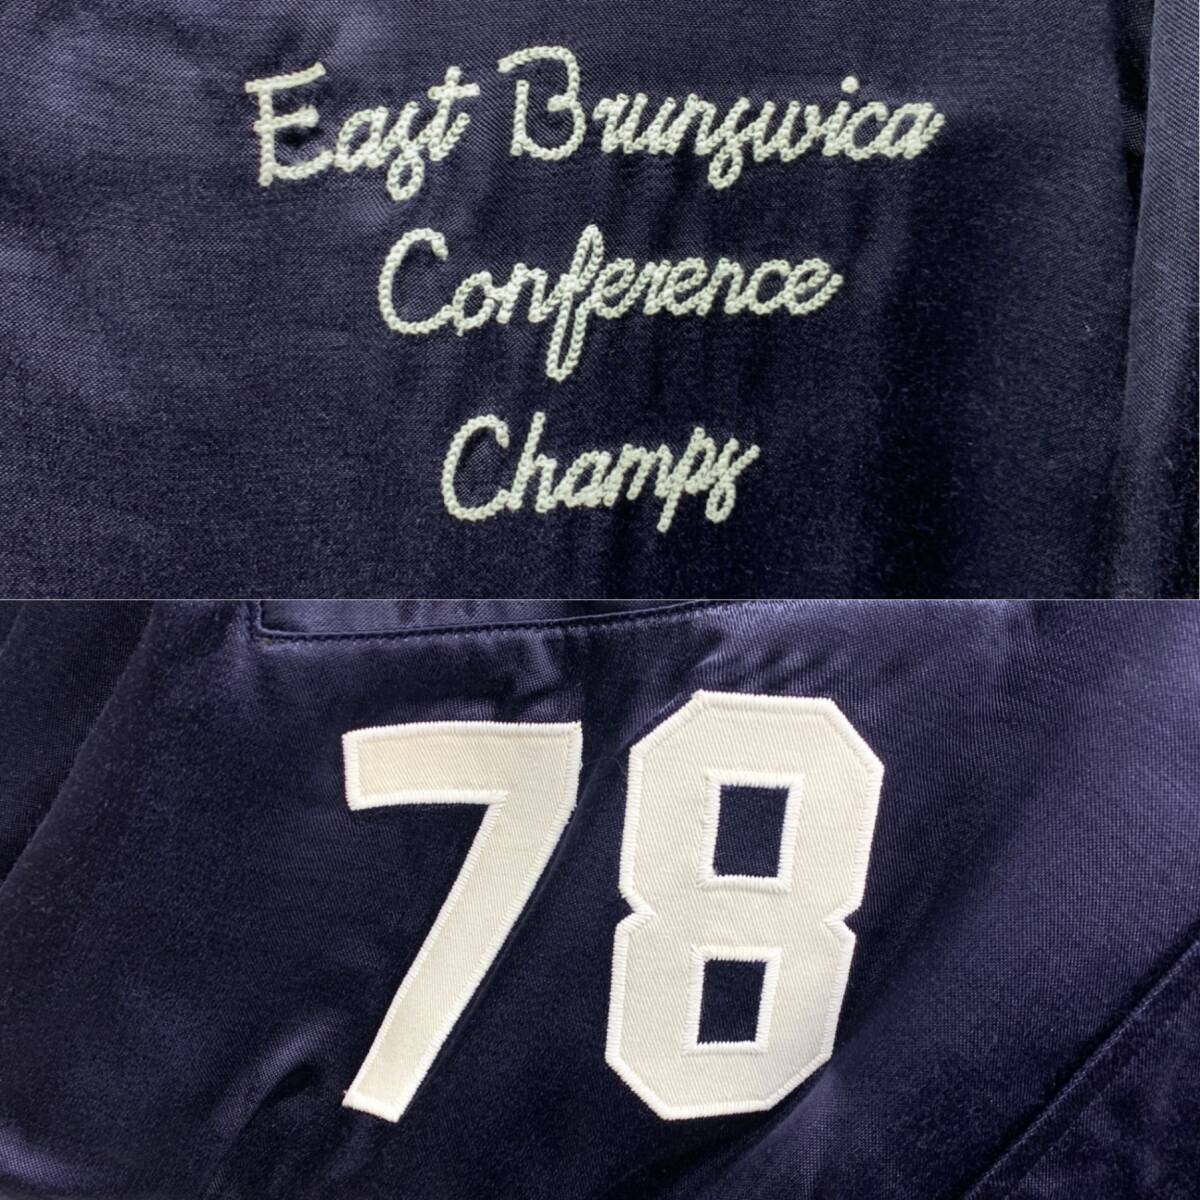 East Brunswica
Conference
Champs
78